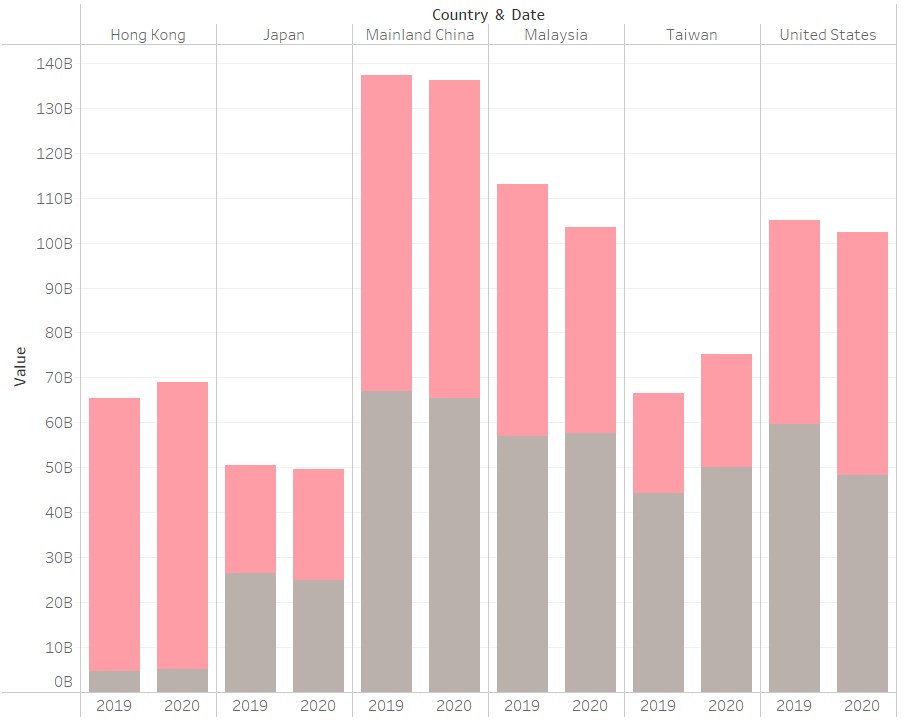 Country & Date
Hong Kong Japan Mainland China Malaysia Taiwan United States
140B
130B
120B
110B
100B
90B
80B
70B
60B
50B
40B
30B
20B
10B
0B
Value
2019 2020 2019 2020 2019 2020 2019 2020 2019 2020 2019 2020